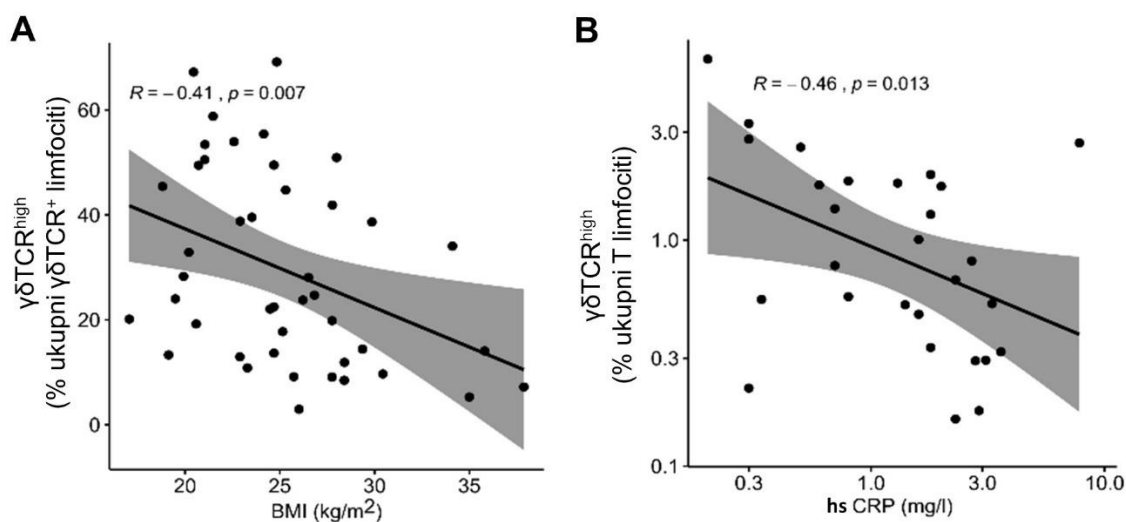 A
R = −0.41 , p = 0.007
γδTCRhigh
(% ukupni γδTCR+ limfociti)
60
40
20
0
20 25 30 35
BMI (kg/m2)
B
R = −0.46 , p = 0.013
γδTCRhigh
(% ukupni T limfociti)
3.0
1.0
0.3
0.1
0.3 1.0 3.0 10.0
hs CRP (mg/l)